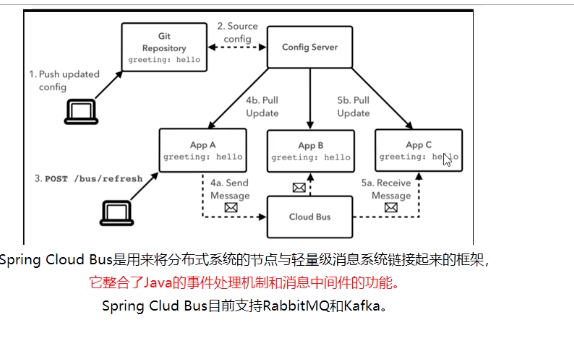 Git
Repository
greeting: hello
2. Source
config
Config Server
1. Push updated
config
4b. Pull
Update
5b. Pull
Update
App A
greeting: hello
App B
greeting: hello
App C
greeting: hello
3. POST /bus/refresh
4a. Send
Message
Cloud Bus
5a. Receive
Message
Spring Cloud Bus是用来将分布式系统的节点与轻量级消息系统链接起来的框架，
它整合了Java的事件处理机制和消息中间件的功能。
Spring Clud Bus目前支持RabbitMQ和Kafka。